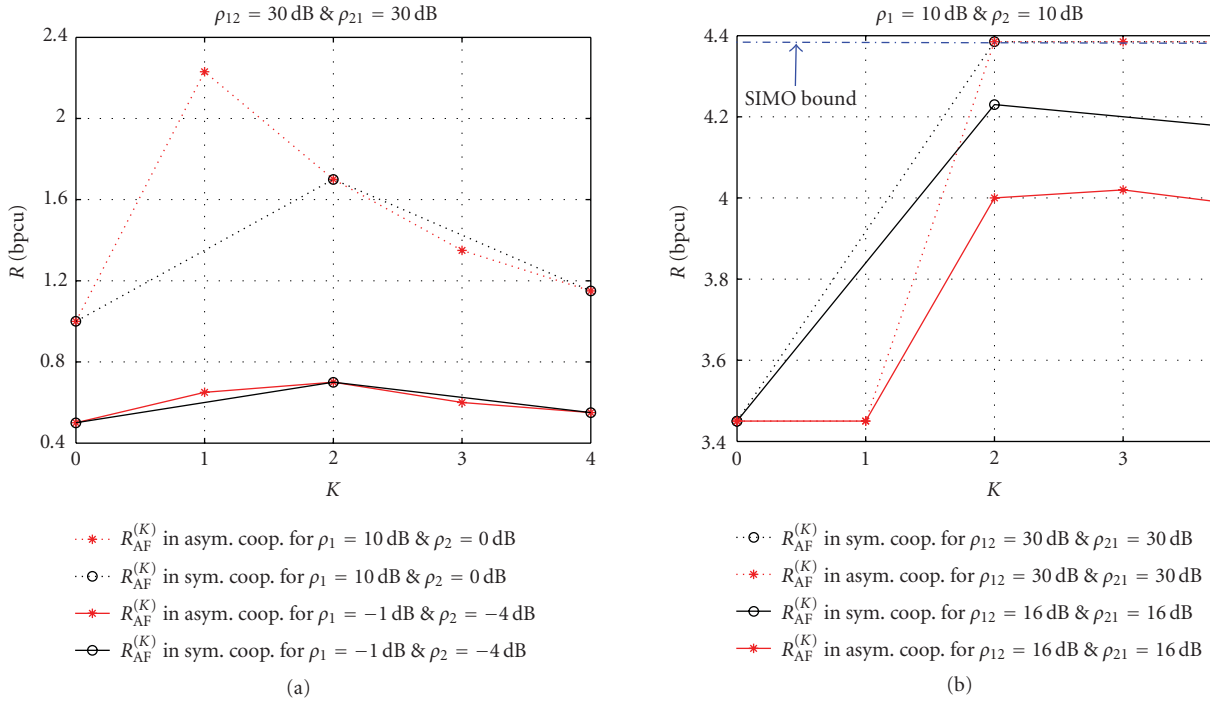 ρ12 = 30 dB & ρ21 = 30 dB
2.4
2
1.6
1.2
0.8
0.4
R (bpcu)
0 1 2 3 4
K
R_AF^(K) in asym. coop. for ρ1 = 10 dB & ρ2 = 0 dB
R_AF^(K) in sym. coop. for ρ1 = 10 dB & ρ2 = 0 dB
R_AF^(K) in asym. coop. for ρ1 = −1 dB & ρ2 = −4 dB
R_AF^(K) in sym. coop. for ρ1 = −1 dB & ρ2 = −4 dB
(a)
ρ1 = 10 dB & ρ2 = 10 dB
4.4
4.2
4
3.8
3.6
3.4
R (bpcu)
SIMO bound
0 1 2 3
K
R_AF^(K) in sym. coop. for ρ12 = 30 dB & ρ21 = 30 dB
R_AF^(K) in asym. coop. for ρ12 = 30 dB & ρ21 = 30 dB
R_AF^(K) in sym. coop. for ρ12 = 16 dB & ρ21 = 16 dB
R_AF^(K) in asym. coop. for ρ12 = 16 dB & ρ21 = 16 dB
(b)